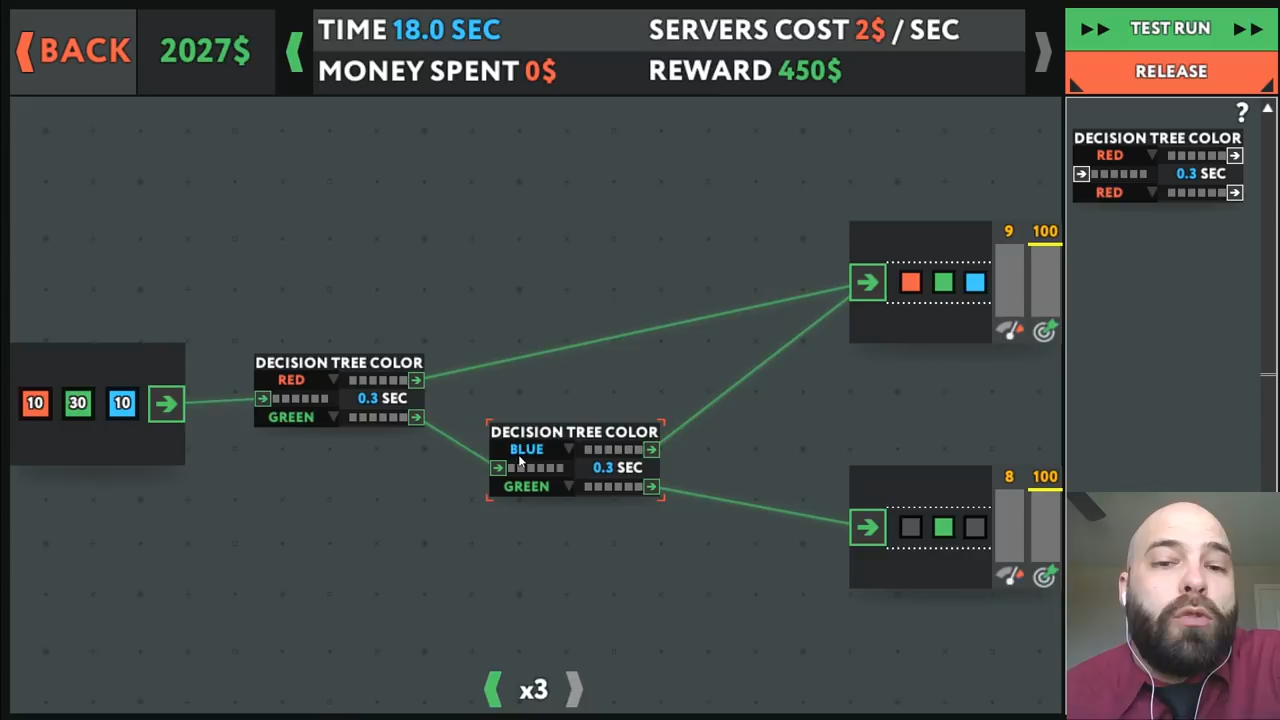 BACK
2027$
TIME 18.0 SEC
SERVERS COST 2$ / SEC
MONEY SPENT 0$
REWARD 450$
TEST RUN
RELEASE
?
DECISION TREE COLOR
RED
0.3 SEC
RED
9 100
DECISION TREE COLOR
RED
10 30 10
0.3 SEC
GREEN
DECISION TREE COLOR
BLUE
0.3 SEC
GREEN
8 100
x3